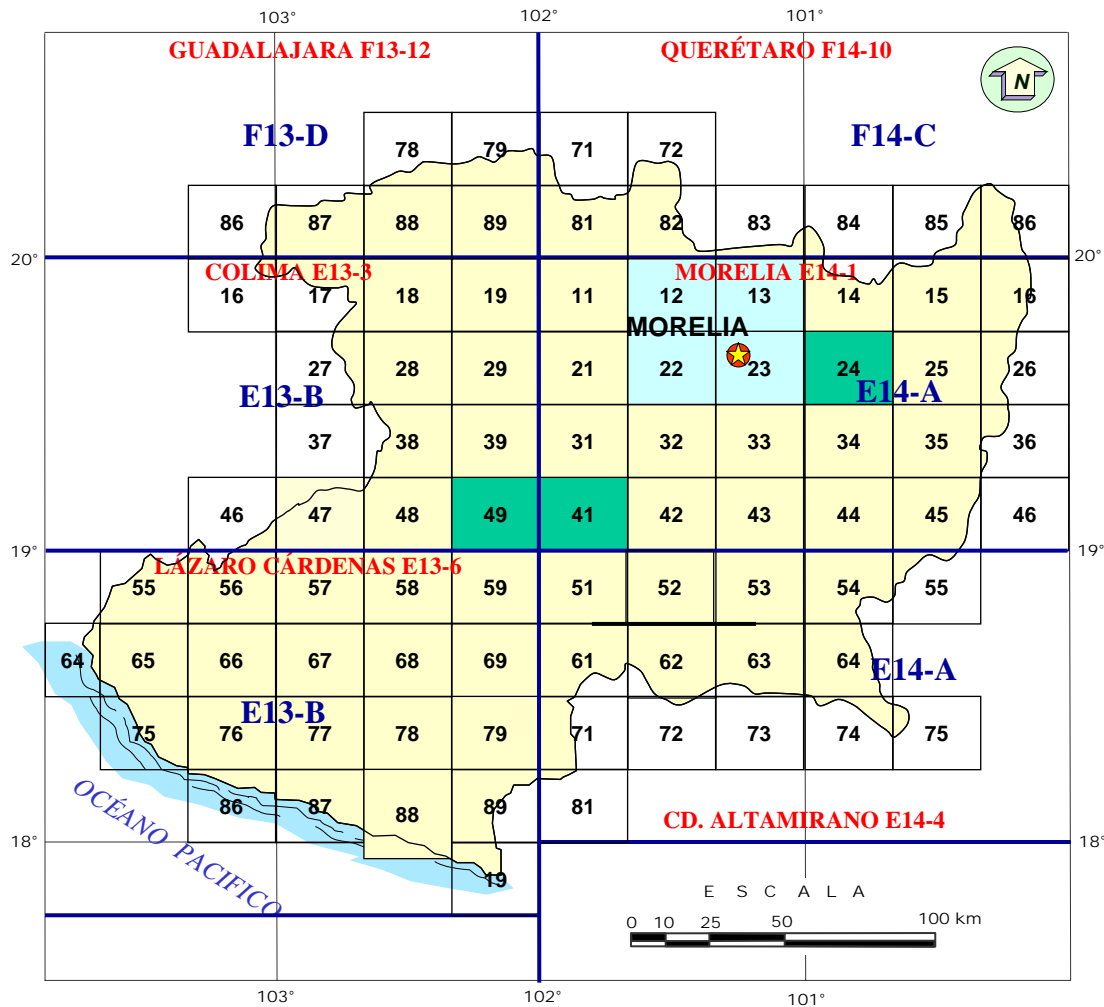 103° 102° 101°
GUADALAJARA F13-12 QUERÉTARO F14-10
N
F13-D F14-C
78 79 71 72
86 87 88 89 81 82 83 84 85 86
20° 20°
COLIMA E13-3 MORELIA E14-1
16 17 18 19 11 12 13 14 15 16
MORELIA
27 28 29 21 22 23 24 25 26
E13-B E14-A
37 38 39 31 32 33 34 35 36
46 47 48 49 41 42 43 44 45 46
19° 19°
LÁZARO CÁRDENAS E13-6
55 56 57 58 59 51 52 53 54 55
64 65 66 67 68 69 61 62 63 64
E14-A
E13-B
75 76 77 78 79 71 72 73 74 75
OCÉANO PACIFICO
86 87 88 89 81
CD. ALTAMIRANO E14-4
18° 18°
19
E S C A L A
0 10 25 50 100 km
103° 102° 101°